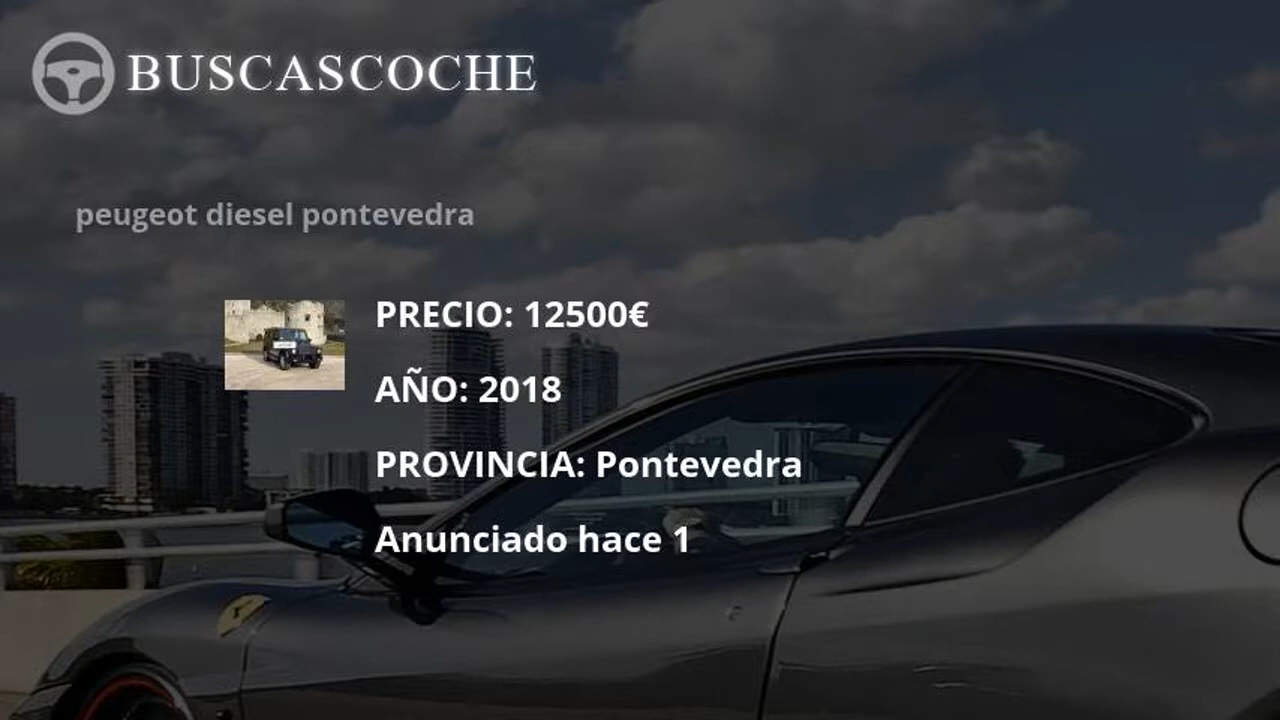 BUSCASCOCHE
peugeot diesel pontevedra
PRECIO: 12500€
AÑO: 2018
PROVINCIA: Pontevedra
Anunciado hace 1